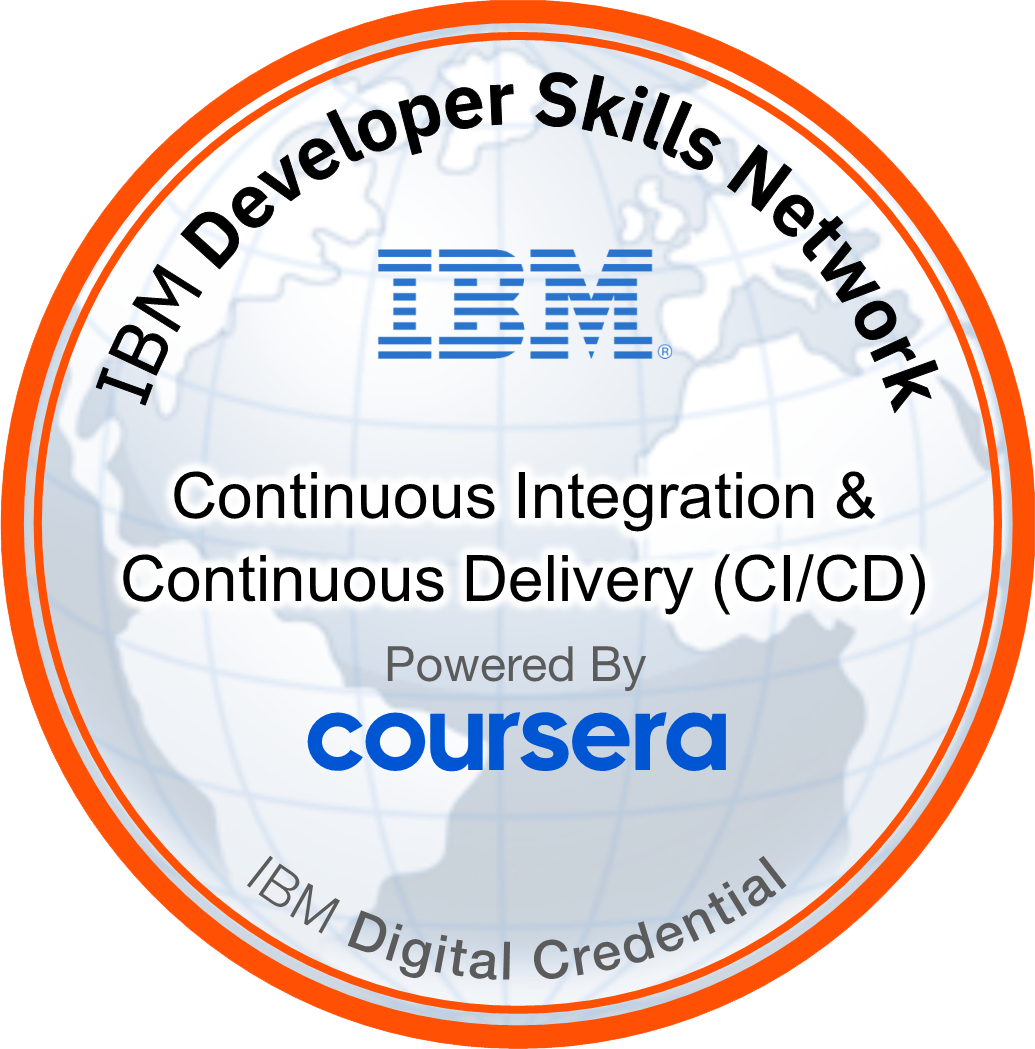 IBM Developer Skills Network
IBM®
Continuous Integration &
Continuous Delivery (CI/CD)
Powered By
coursera
IBM Digital Credential